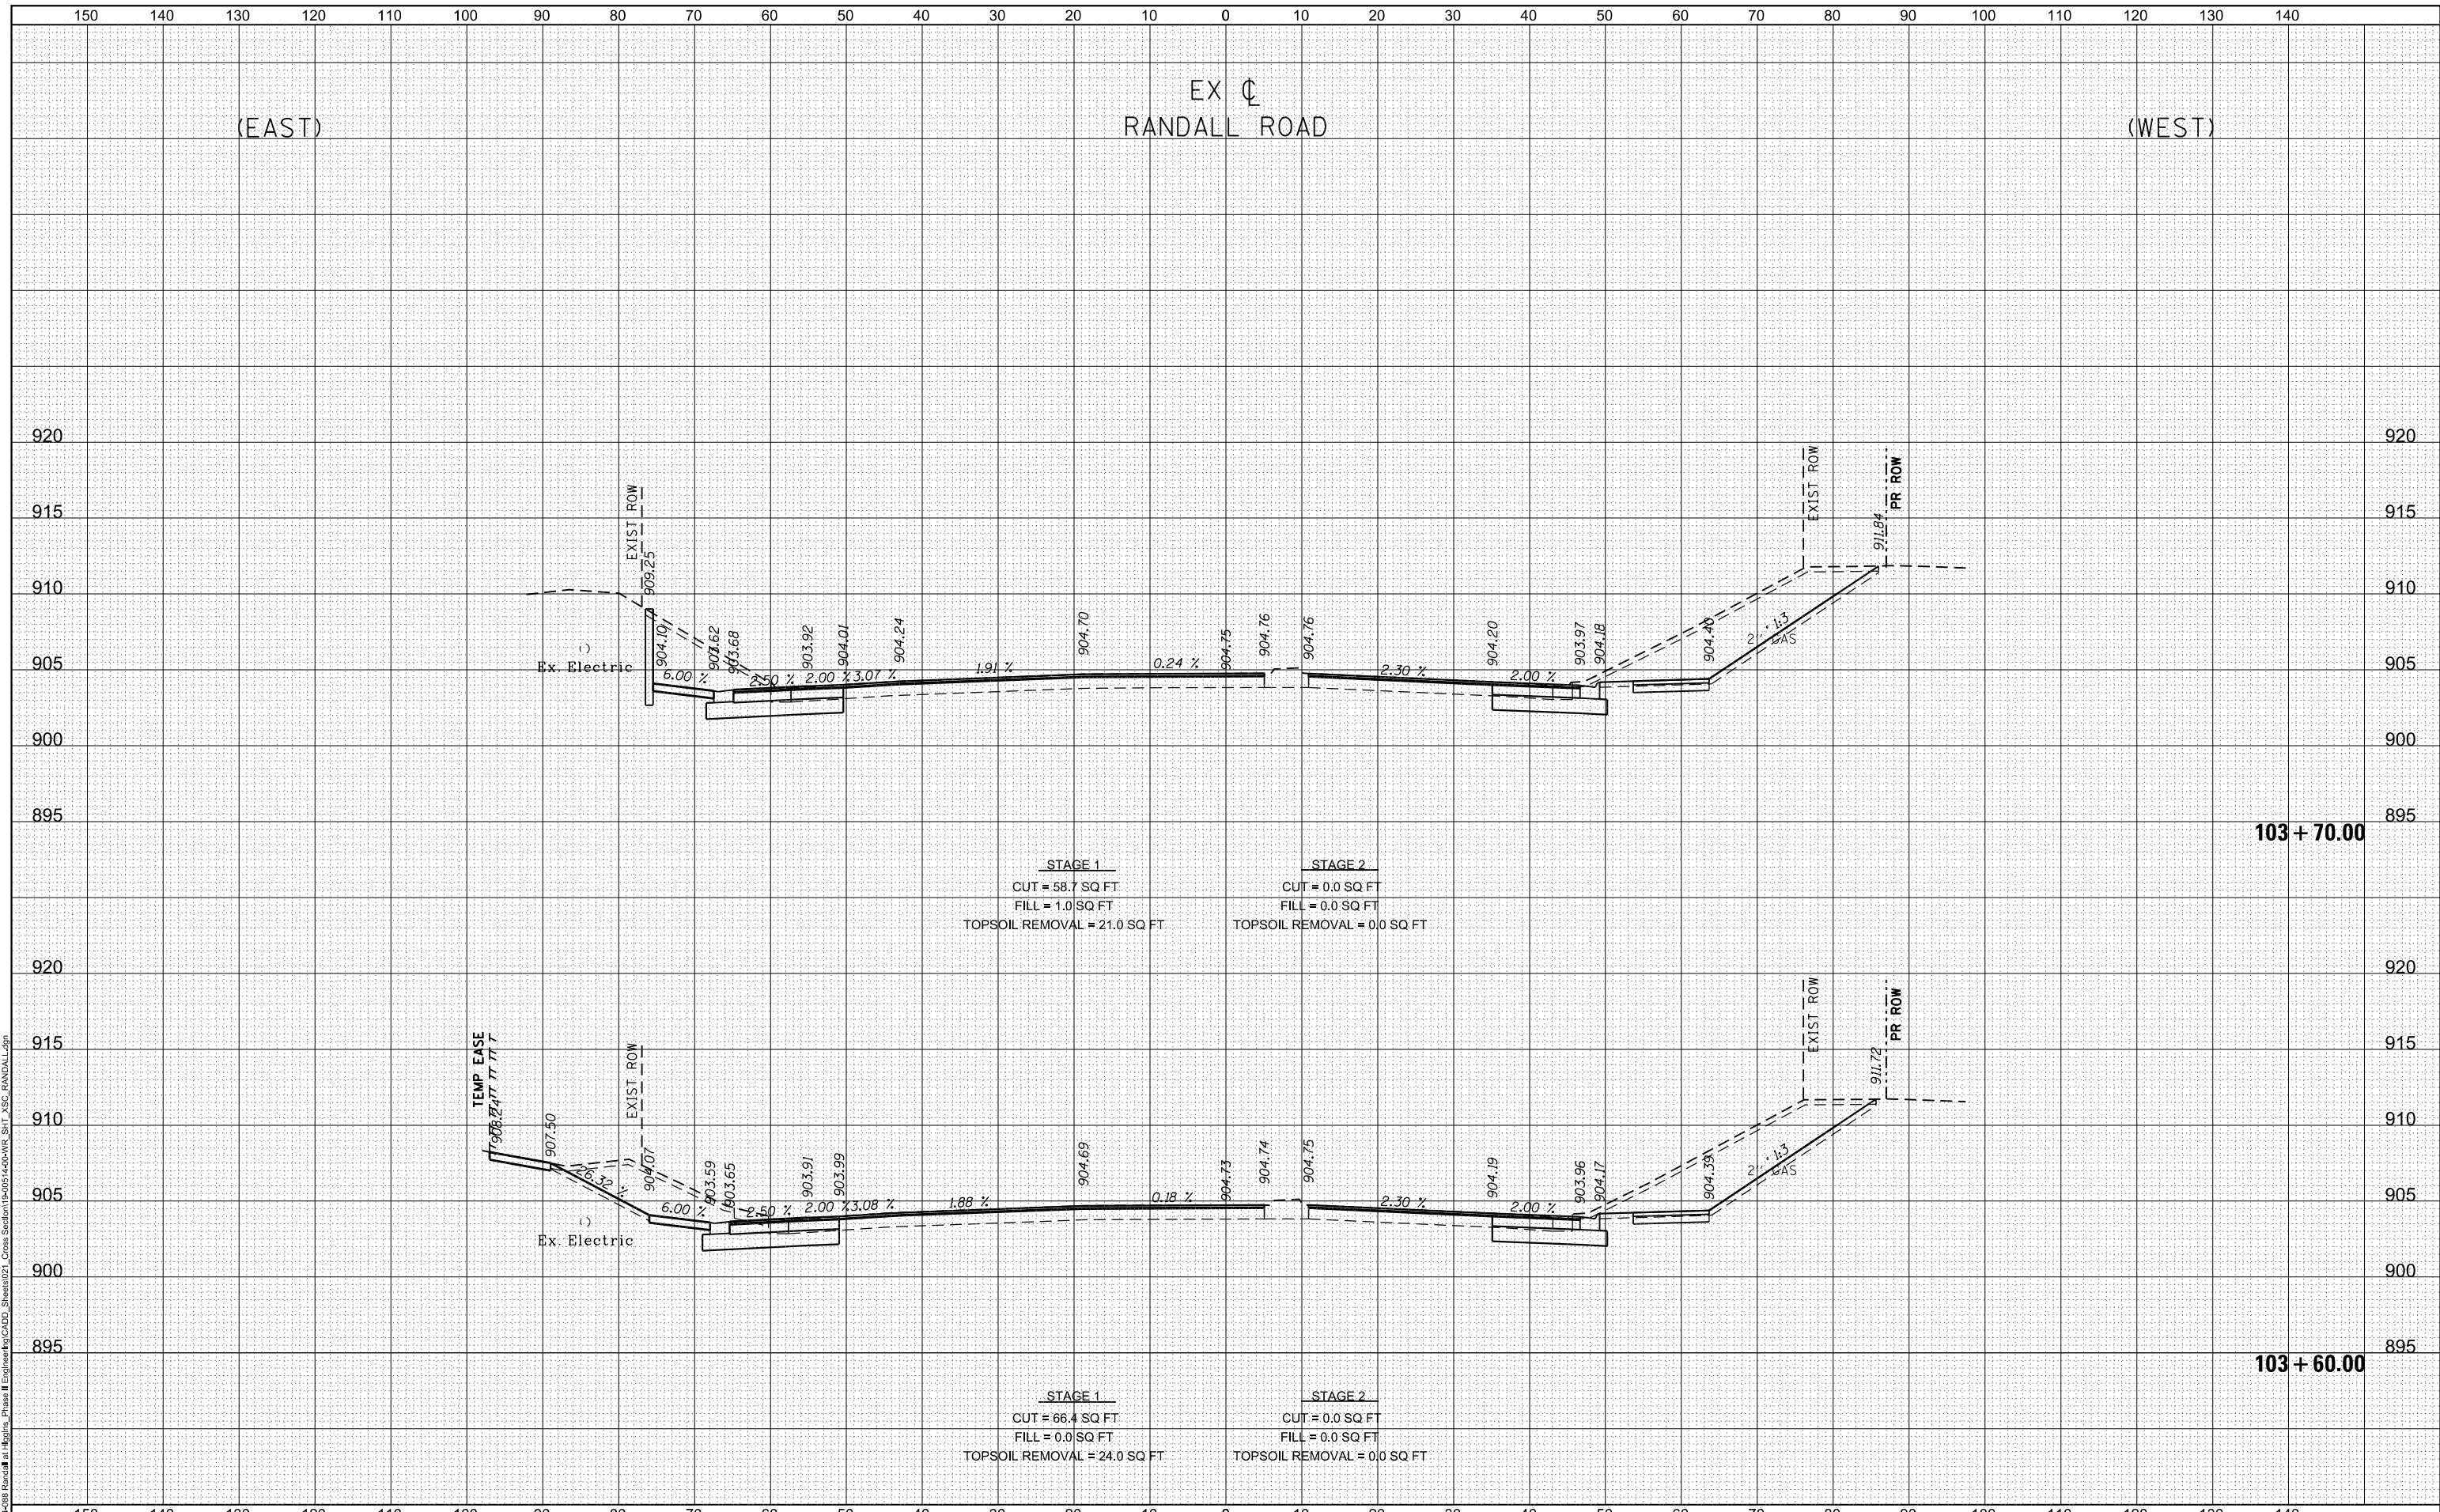 150 140 130 120 110 100 90 80 70 60 50 40 30 20 10 0 10 20 30 40 50 60 70 80 90 100 110 120 130 140
EX ℄
(EAST) RANDALL ROAD (WEST)
920 920
EXIST ROW
EXIST ROW
PR ROW
915 915
911.84
910 910
909.25
904.10
903.62
903.68
903.92
904.01
904.24
904.70
904.75
904.76
904.76
904.20
903.97
904.18
904.40
Ex. Electric
905 905
6.00 %
2.50 %
2.00 %
3.07 %
1.91 %
0.24 %
2.30 %
2.00 %
1:3
2" GAS
900 900
895 895
103 + 70.00
STAGE 1
CUT = 58.7 SQ FT
FILL = 1.0 SQ FT
TOPSOIL REMOVAL = 21.0 SQ FT
STAGE 2
CUT = 0.0 SQ FT
FILL = 0.0 SQ FT
TOPSOIL REMOVAL = 0.0 SQ FT
920 920
TEMP EASE
EXIST ROW
EXIST ROW
PR ROW
915 915
911.72
910 910
908.24
907.50
904.07
903.59
903.65
903.91
903.99
904.69
904.73
904.74
904.75
904.19
903.96
904.17
904.39
905 905
26.32 %
6.00 %
2.50 %
2.00 %
3.08 %
1.88 %
0.18 %
2.30 %
2.00 %
1:3
2" GAS
Ex. Electric
900 900
895 895
103 + 60.00
STAGE 1
CUT = 66.4 SQ FT
FILL = 0.0 SQ FT
TOPSOIL REMOVAL = 24.0 SQ FT
STAGE 2
CUT = 0.0 SQ FT
FILL = 0.0 SQ FT
TOPSOIL REMOVAL = 0.0 SQ FT